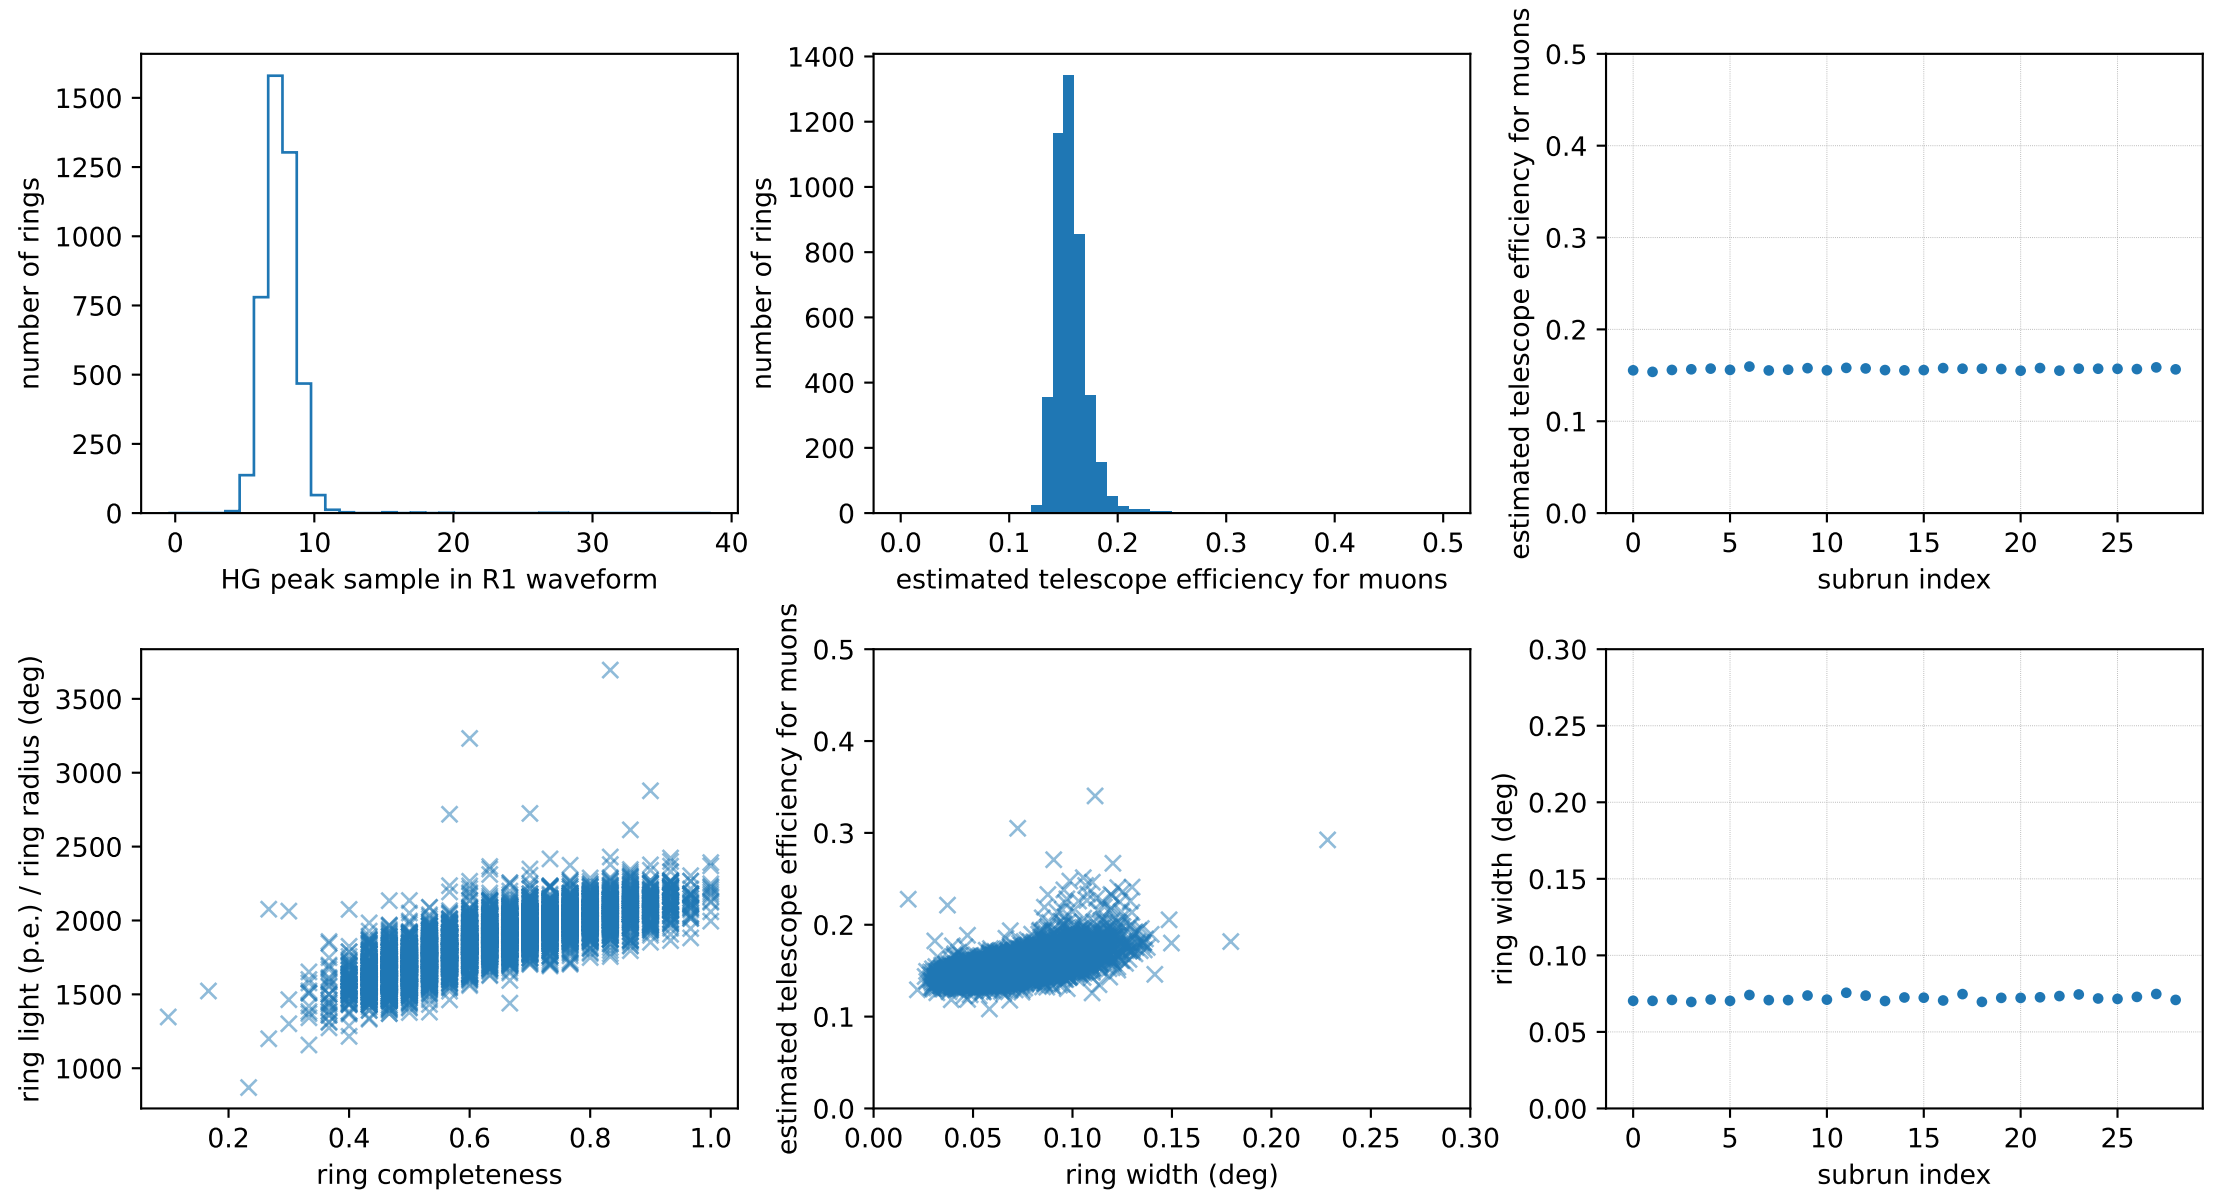 number of rings
1500
1250
1000
750
500
250
0
0 10 20 30 40
HG peak sample in R1 waveform
number of rings
1400
1200
1000
800
600
400
200
0
0.0 0.1 0.2 0.3 0.4 0.5
estimated telescope efficiency for muons
estimated telescope efficiency for muons
0.5
0.4
0.3
0.2
0.1
0.0
0 5 10 15 20 25
subrun index
ring light (p.e.) / ring radius (deg)
3500
3000
2500
2000
1500
1000
0.2 0.4 0.6 0.8 1.0
ring completeness
estimated telescope efficiency for muons
0.5
0.4
0.3
0.2
0.1
0.0
0.00 0.05 0.10 0.15 0.20 0.25 0.30
ring width (deg)
ring width (deg)
0.30
0.25
0.20
0.15
0.10
0.05
0.00
0 5 10 15 20 25
subrun index